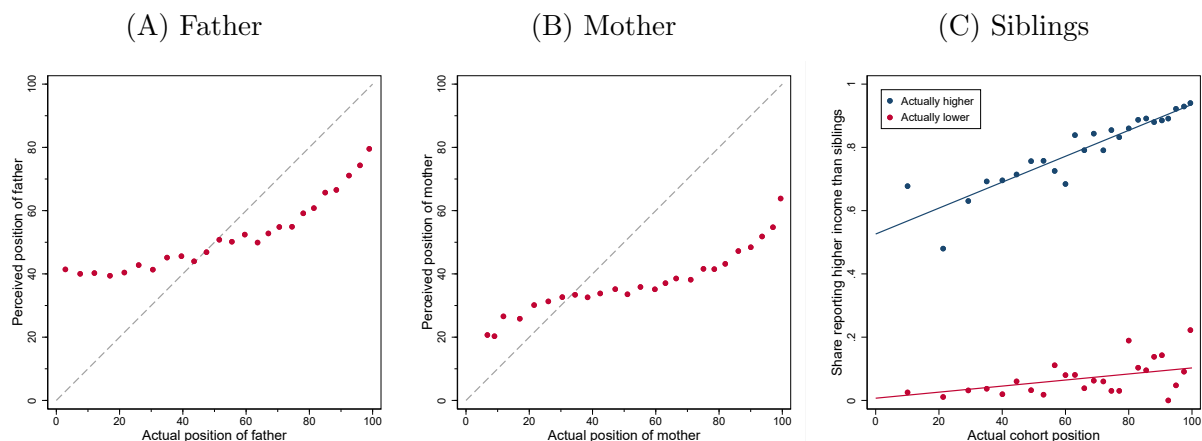 (A) Father
(B) Mother
(C) Siblings
Perceived position of father
100
80
60
40
20
0
0 20 40 60 80 100
Actual position of father
Perceived position of mother
100
80
60
40
20
0
0 20 40 60 80 100
Actual position of mother
Share reporting higher income than siblings
1
.8
.6
.4
.2
0
Actually higher
Actually lower
0 20 40 60 80 100
Actual cohort position